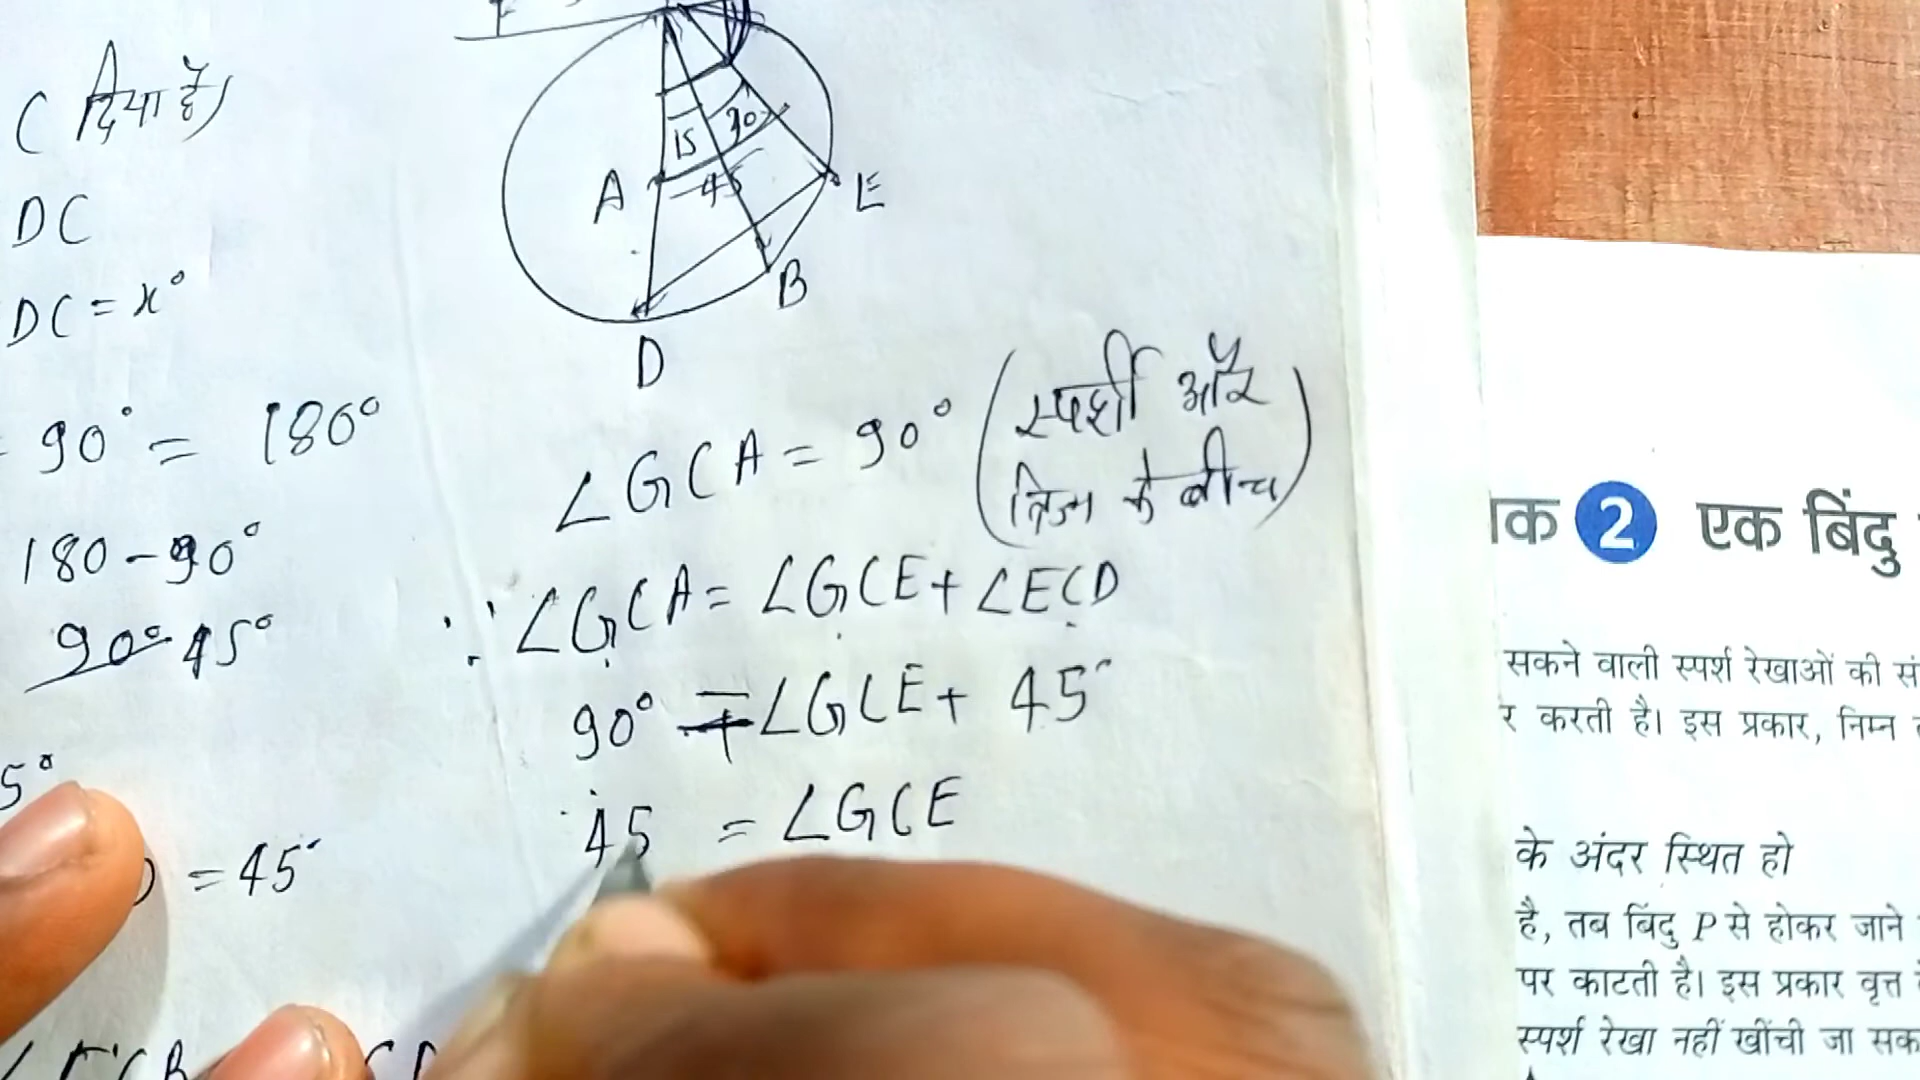 C दिया है)
DC
DC = x°
90° = 180°
180 - 90°
90° 45°
5°
= 45°
15
30
45
A
E
B
D
∠GCA = 90° (स्पर्शी और
त्रिज्या के बीच)
∵ ∠GCA = ∠GCE + ∠ECD
90° = ∠GCE + 45°
45 = ∠GCE
CB
क 2 एक बिंदु
सकने वाली स्पर्श रेखाओं की सं
र करती है। इस प्रकार, निम्न
के अंदर स्थित हो
है, तब बिंदु P से होकर जाने
पर काटती है। इस प्रकार वृत्त
स्पर्श रेखा नहीं खींची जा सक